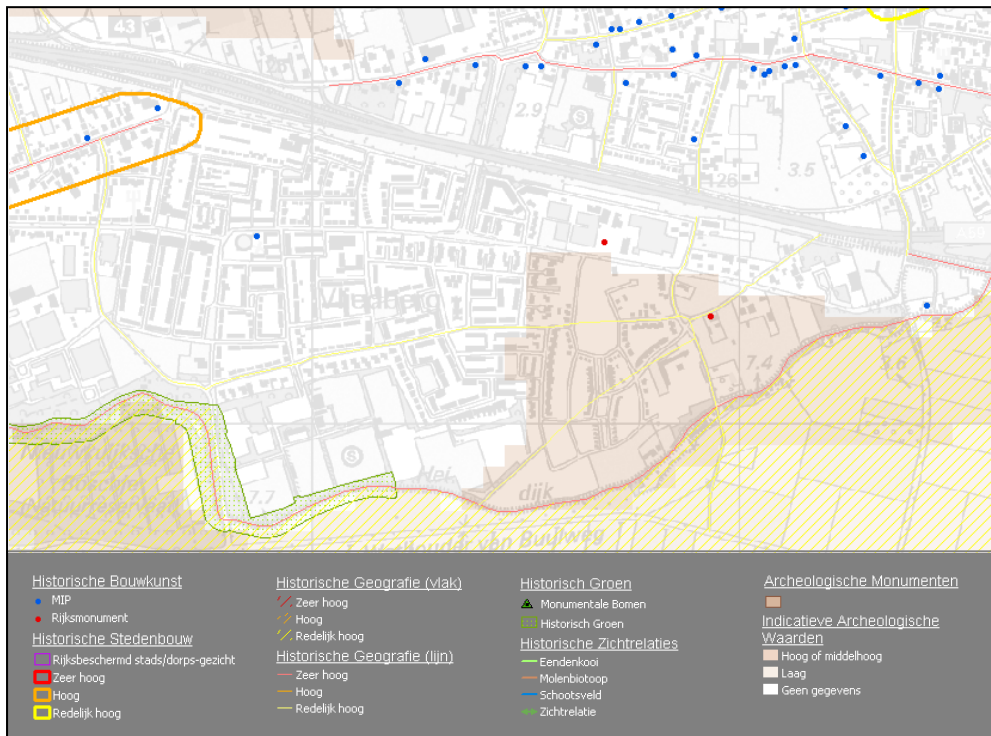 43
2.9
3.5
Vliedberg
7.4
3.6
7.7
Hei
dijk
Historische Bouwkunst
MIP
Rijksmonument
Historische Stedenbouw
Rijksbeschermd stads/dorps-gezicht
Zeer hoog
Hoog
Redelijk hoog
Historische Geografie (vlak)
Zeer hoog
Hoog
Redelijk hoog
Historische Geografie (lijn)
Zeer hoog
Hoog
Redelijk hoog
Historisch Groen
Monumentale Bomen
Historisch Groen
Historische Zichtrelaties
Eendenkooi
Molenbiotoop
Schootsveld
Zichtrelatie
Archeologische Monumenten
Indicatieve Archeologische
Waarden
Hoog of middelhoog
Laag
Geen gegevens